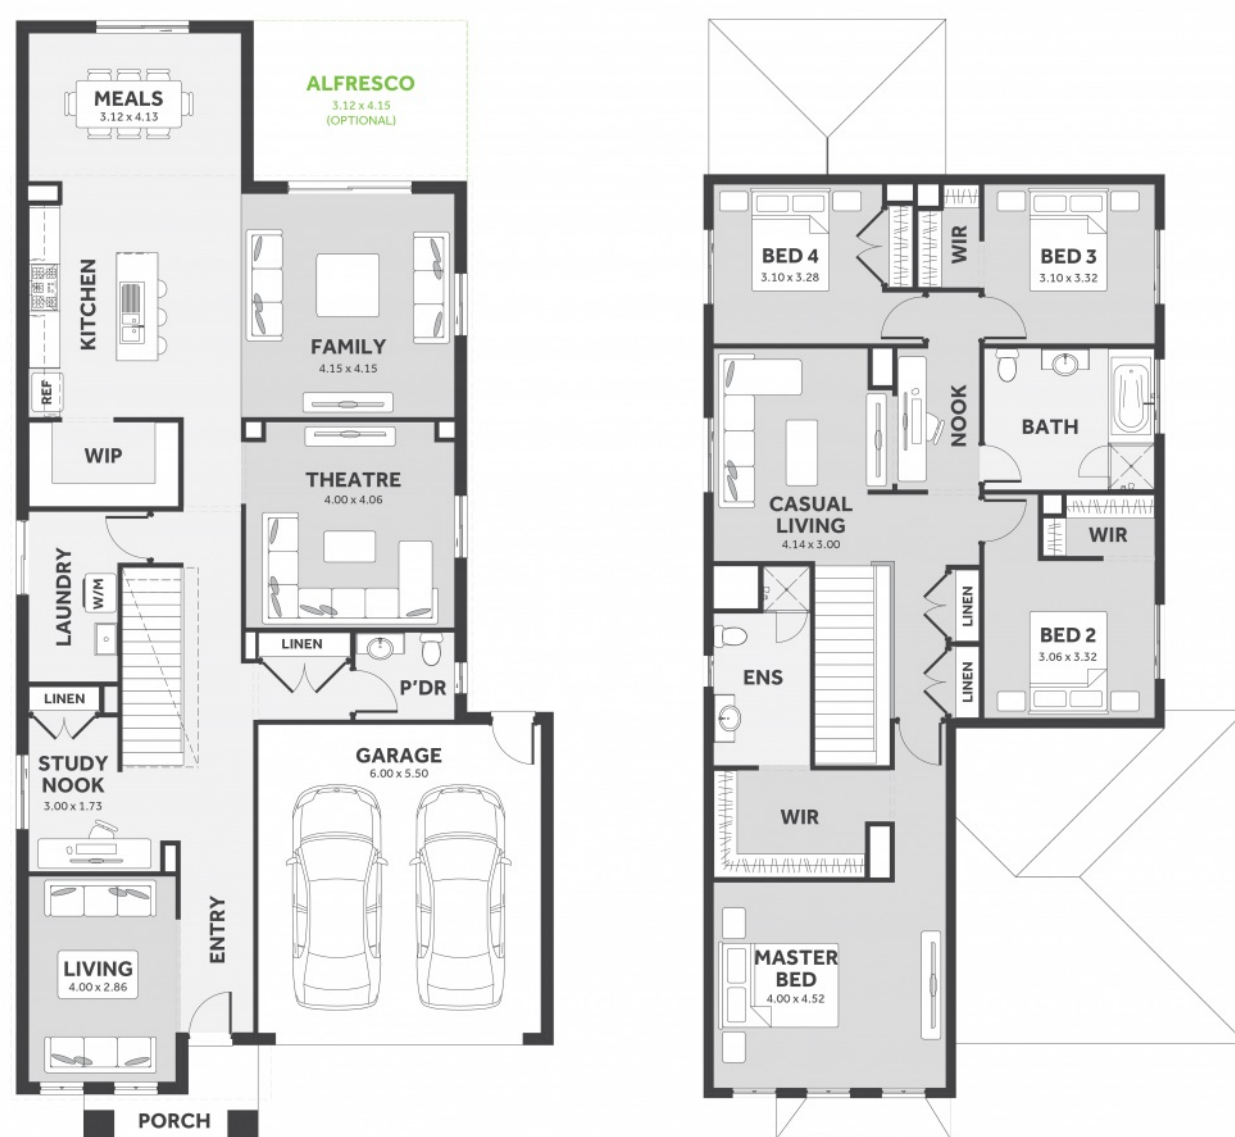 MEALS
3.12 x 4.13
ALFRESCO
3.12 x 4.15
(OPTIONAL)
KITCHEN
REF
FAMILY
4.15 x 4.15
WIP
THEATRE
4.00 x 4.06
LAUNDRY
W/M
LINEN
P'DR
LINEN
STUDY
NOOK
3.00 x 1.73
GARAGE
6.00 x 5.50
ENTRY
LIVING
4.00 x 2.86
PORCH
BED 4
3.10 x 3.28
WIR
BED 3
3.10 x 3.32
NOOK
BATH
CASUAL
LIVING
4.14 x 3.00
WIR
LINEN
BED 2
3.06 x 3.32
ENS
LINEN
WIR
MASTER
BED
4.00 x 4.52